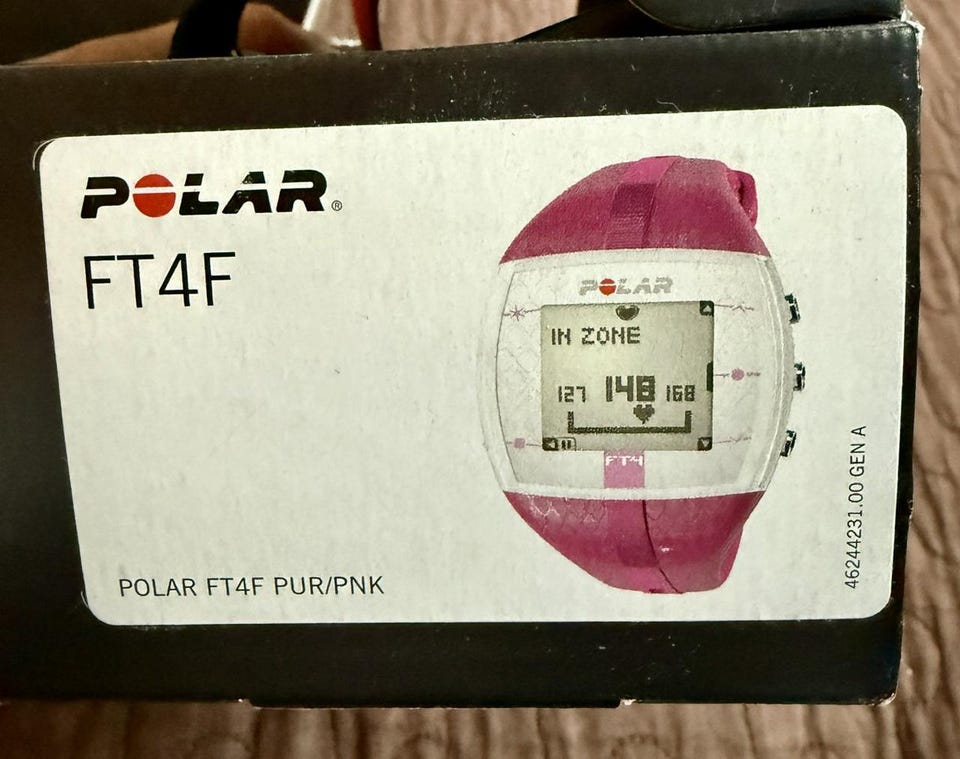 POLAR®
FT4F
POLAR
IN ZONE
127 148 168
FT4
POLAR FT4F PUR/PNK
46244231.00 GEN A